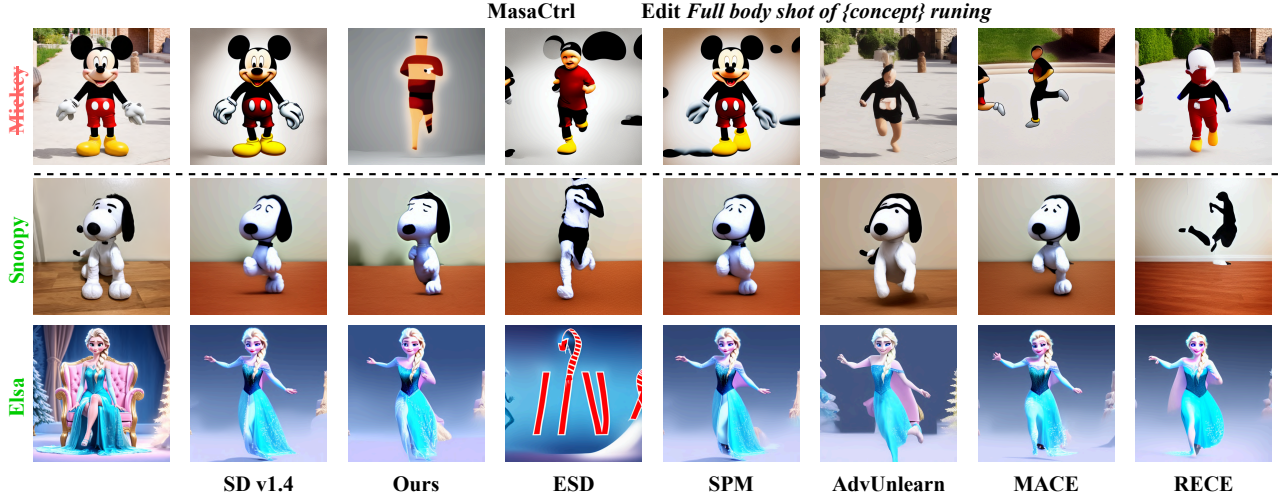 MasaCtrl Edit Full body shot of {concept} runing
Mickey
Snoopy
Elsa
SD v1.4 Ours ESD SPM AdvUnlearn MACE RECE